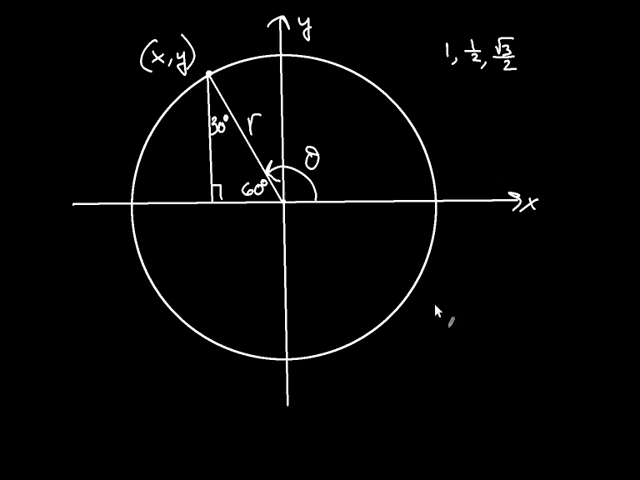 y
(x,y)
1, 1/2, √3/2
30°
r
θ
60°
x